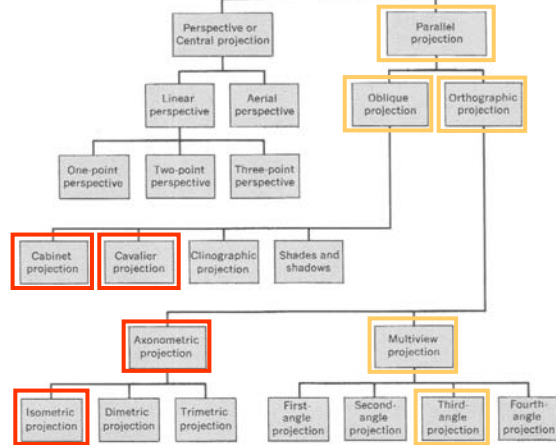 Perspective or
Central projection
Parallel
projection
Linear
perspective
Aerial
perspective
Oblique
projection
Orthographic
projection
One-point
perspective
Two-point
perspective
Three-point
perspective
Cabinet
projection
Cavalier
projection
Clinographic
projection
Shades and
shadows
Axonometric
projection
Multiview
projection
Isometric
projection
Dimetric
projection
Trimetric
projection
First-
angle
projection
Second-
angle
projection
Third-
angle
projection
Fourth-
angle
projection